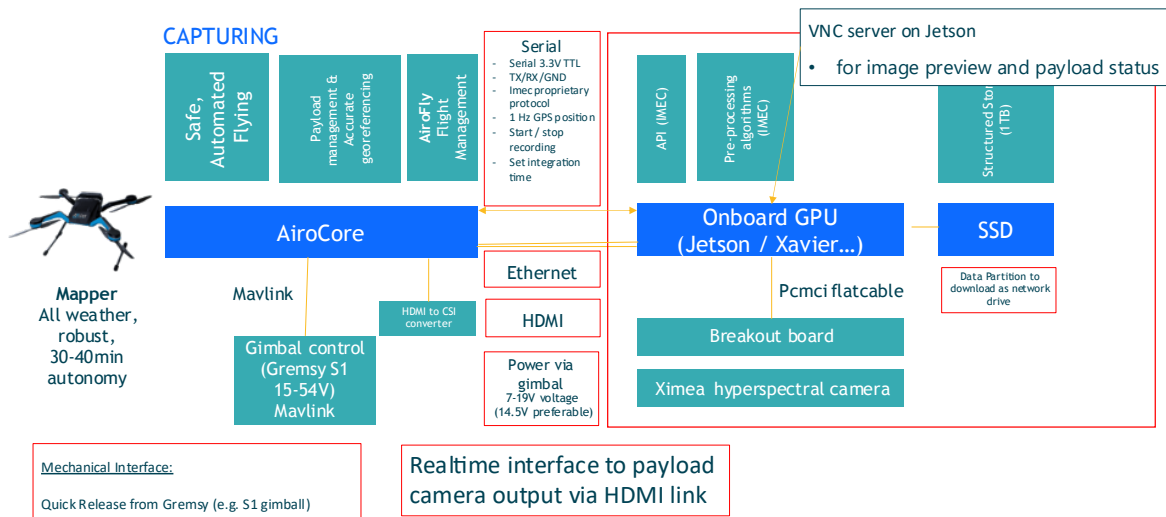 CAPTURING
Safe,
Automated
Flying
Payload
management &
Accurate
georeferencing
AiroFly
Flight
Management
Serial
- Serial 3.3V TTL
- TX/RX/GND
- Imec proprietary
protocol
- 1 Hz GPS position
- Start / stop
recording
- Set integration
time
API (IMEC)
Pre-processing
algorithms
(IMEC)
VNC server on Jetson
• for image preview and payload status
Structured Stor
(1TB)
AiroCore
Onboard GPU
(Jetson / Xavier...)
SSD
Mapper
All weather,
robust,
30-40min
autonomy
Mavlink
HDMI to CSI
converter
Gimbal control
(Gremsy S1
15-54V)
Mavlink
Ethernet
HDMI
Power via
gimbal
7-19V voltage
(14.5V preferable)
Pcmci flatcable
Breakout board
Ximea hyperspectral camera
Data Partition to
download as network
drive
Mechanical Interface:
Quick Release from Gremsy (e.g. S1 gimball)
Realtime interface to payload
camera output via HDMI link